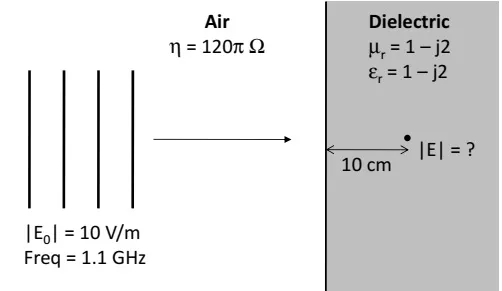 Air
η = 120π Ω
Dielectric
μr = 1 – j2
εr = 1 – j2
|E| = ?
10 cm
|E0| = 10 V/m
Freq = 1.1 GHz